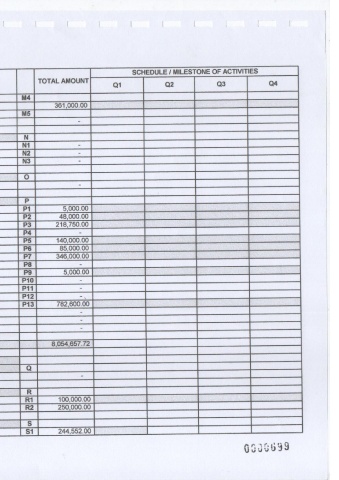 TOTAL AMOUNT SCHEDULE / MILESTONE OF ACTIVITIES
Q1 Q2 Q3 Q4
M4
361,000.00
M5
-
N
N1 -
N2 -
N3 -
O
-
P
P1 5,000.00
P2 48,000.00
P3 218,750.00
P4 -
P5 140,000.00
P6 85,000.00
P7 346,000.00
P8 -
P9 5,000.00
P10 -
P11 -
P12 -
P13 782,600.00
-
-
-
8,054,657.72
Q
-
R
R1 100,000.00
R2 250,000.00
S
S1 244,552.00
0000699